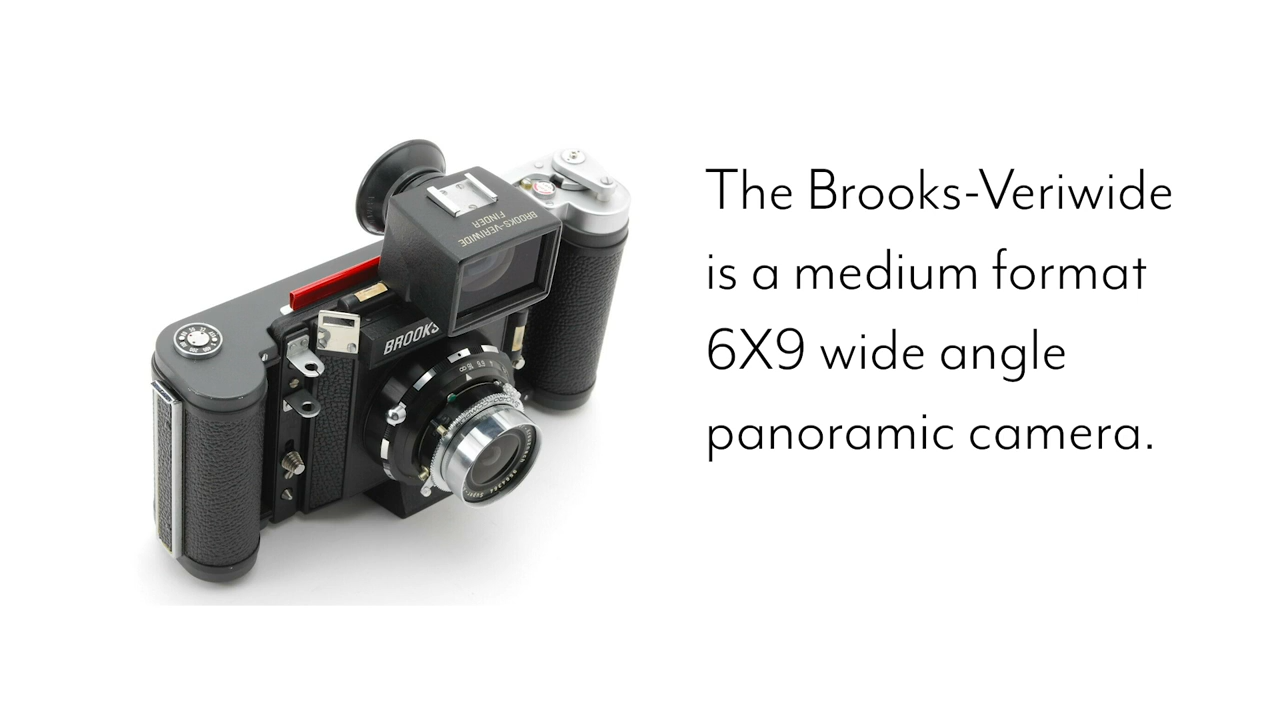 BROOKS-VERIWIDE
FINDER
BROOKS
The Brooks-Veriwide
is a medium format
6X9 wide angle
panoramic camera.